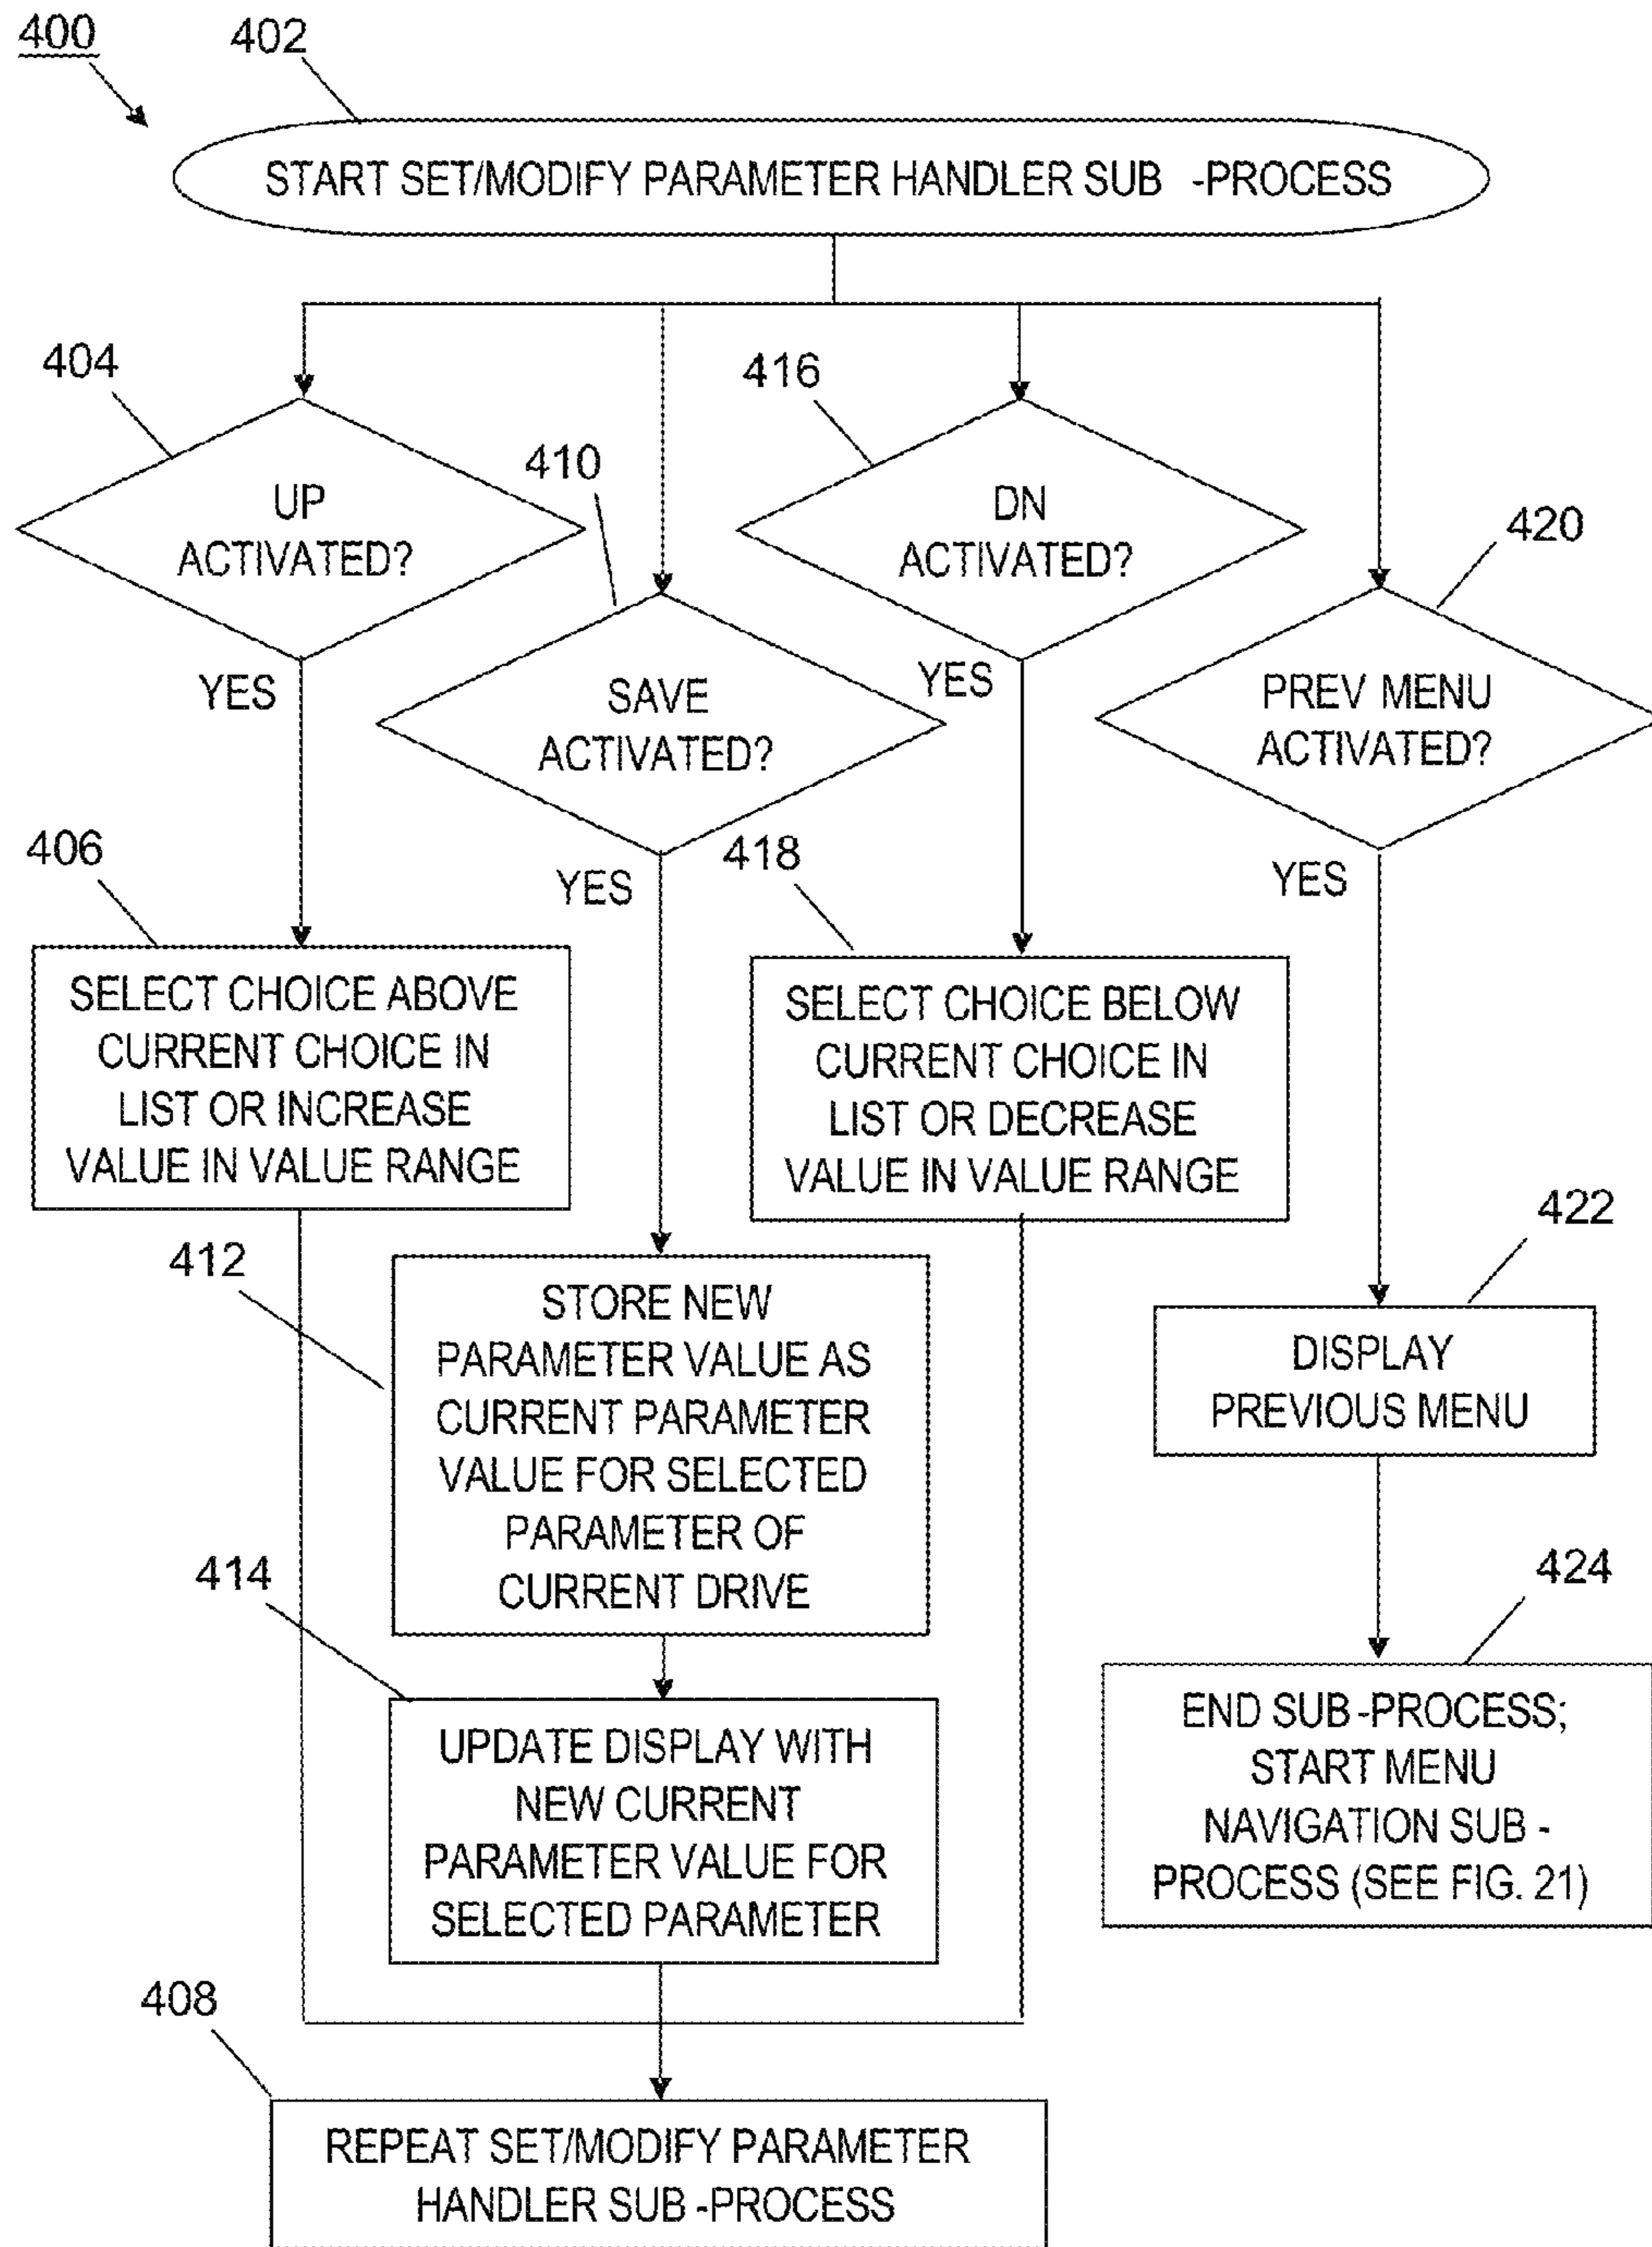 400
402
START SET/MODIFY PARAMETER HANDLER SUB -PROCESS
404
UP
ACTIVATED?
YES
410
SAVE
ACTIVATED?
YES
416
DN
ACTIVATED?
YES
420
PREV MENU
ACTIVATED?
YES
406
SELECT CHOICE ABOVE
CURRENT CHOICE IN
LIST OR INCREASE
VALUE IN VALUE RANGE
418
SELECT CHOICE BELOW
CURRENT CHOICE IN
LIST OR DECREASE
VALUE IN VALUE RANGE
412
STORE NEW
PARAMETER VALUE AS
CURRENT PARAMETER
VALUE FOR SELECTED
PARAMETER OF
CURRENT DRIVE
422
DISPLAY
PREVIOUS MENU
414
UPDATE DISPLAY WITH
NEW CURRENT
PARAMETER VALUE FOR
SELECTED PARAMETER
424
END SUB -PROCESS;
START MENU
NAVIGATION SUB -
PROCESS (SEE FIG. 21)
408
REPEAT SET/MODIFY PARAMETER
HANDLER SUB -PROCESS